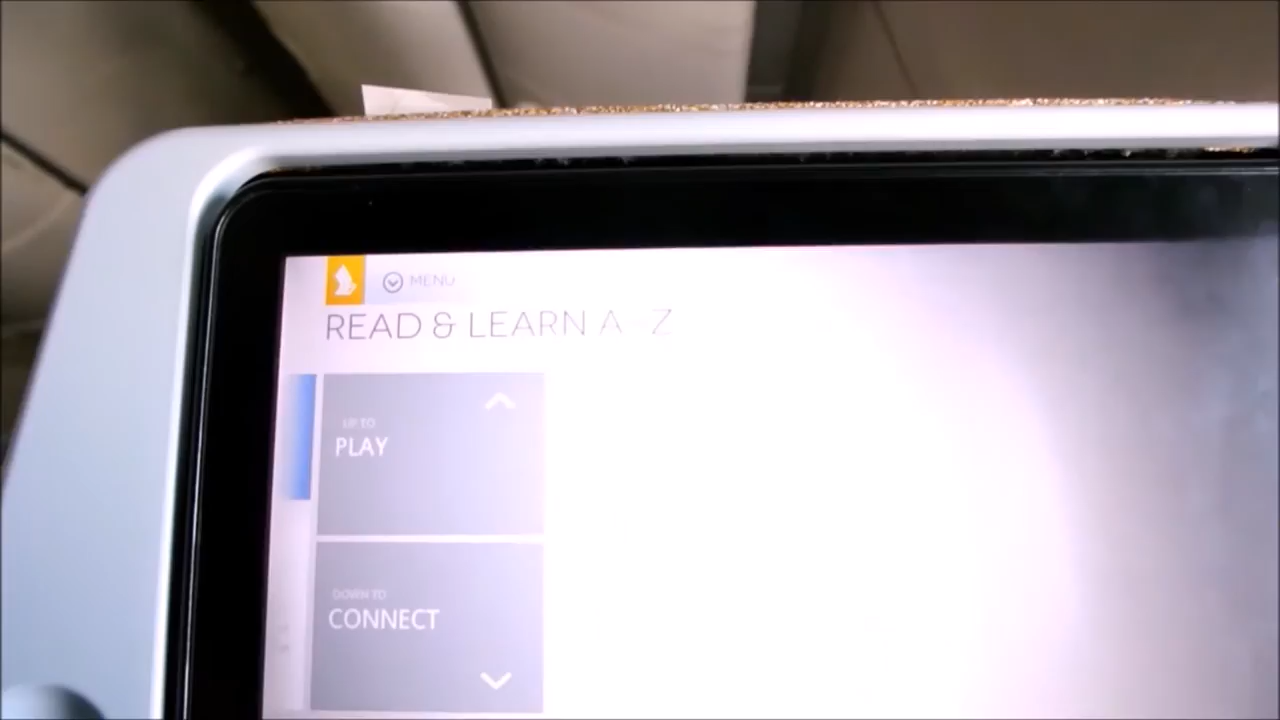 MENU
READ & LEARN A - Z
UP TO
PLAY
DOWN TO
CONNECT